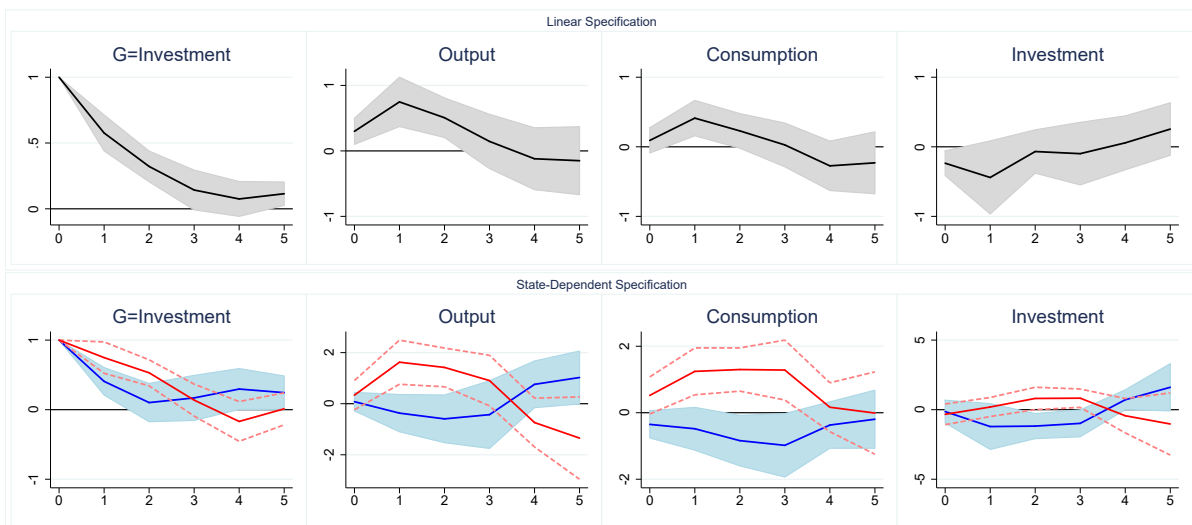 Linear Specification
G=Investment Output Consumption Investment
1 .5 0
0 1 2 3 4 5
1 0 -1
0 1 2 3 4 5
1 0 -1
0 1 2 3 4 5
1 0 -1
0 1 2 3 4 5
State-Dependent Specification
G=Investment Output Consumption Investment
1 0 -1
0 1 2 3 4 5
2 0 -2
0 1 2 3 4 5
2 0 -2
0 1 2 3 4 5
5 0 -5
0 1 2 3 4 5